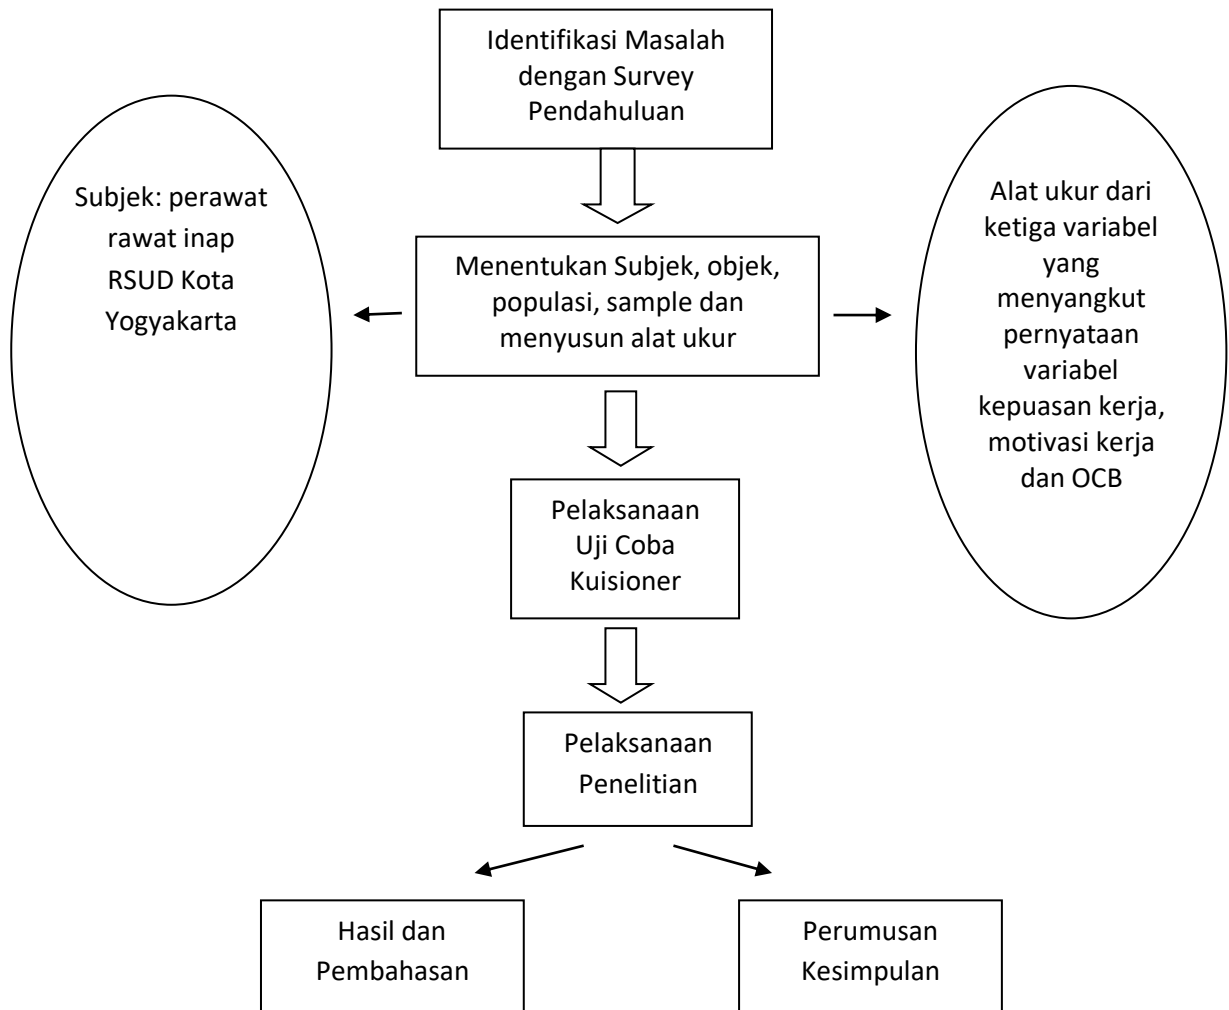 Identifikasi Masalah
dengan Survey
Pendahuluan
Subjek: perawat
rawat inap
RSUD Kota
Yogyakarta
Menentukan Subjek, objek,
populasi, sample dan
menyusun alat ukur
Alat ukur dari
ketiga variabel
yang
menyangkut
pernyataan
variabel
kepuasan kerja,
motivasi kerja
dan OCB
Pelaksanaan
Uji Coba
Kuisioner
Pelaksanaan
Penelitian
Hasil dan
Pembahasan
Perumusan
Kesimpulan